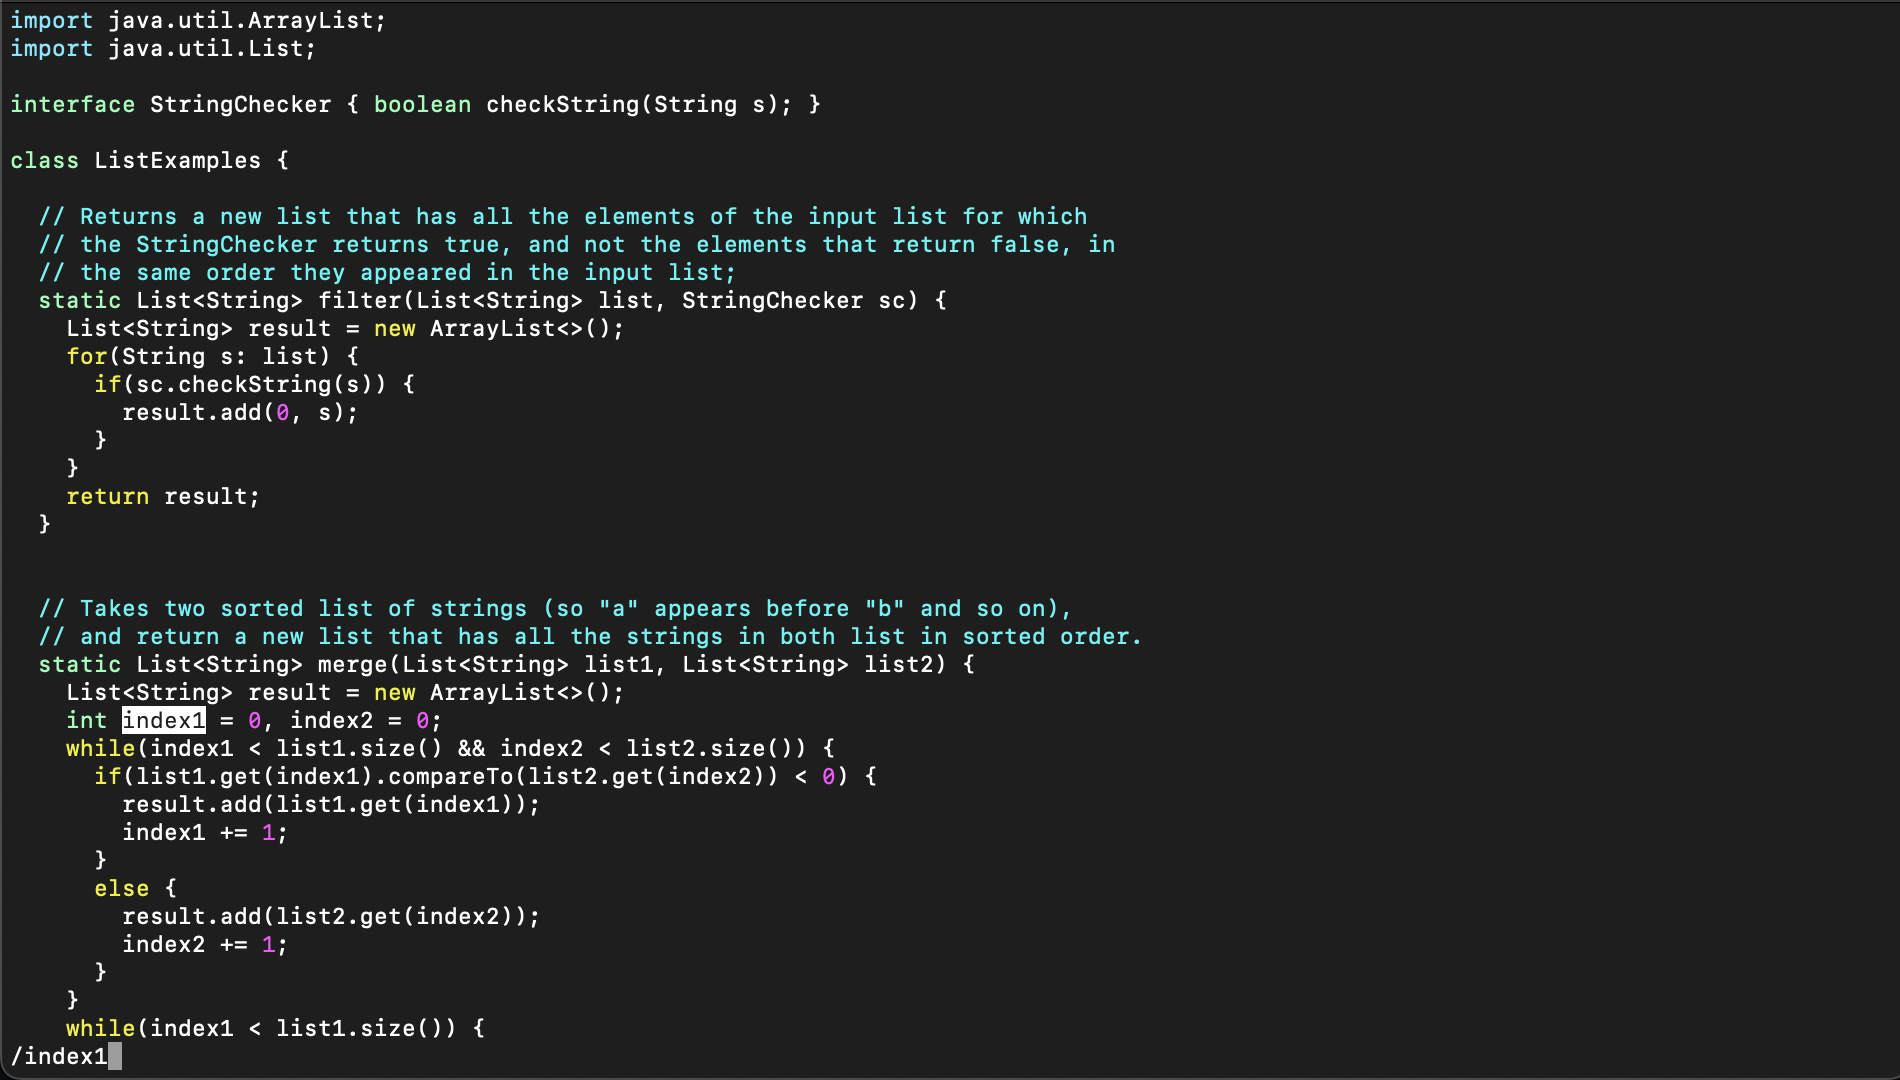 import java.util.ArrayList;
import java.util.List;

interface StringChecker { boolean checkString(String s); }

class ListExamples {

  // Returns a new list that has all the elements of the input list for which
  // the StringChecker returns true, and not the elements that return false, in
  // the same order they appeared in the input list;
  static List<String> filter(List<String> list, StringChecker sc) {
    List<String> result = new ArrayList<>();
    for(String s: list) {
      if(sc.checkString(s)) {
        result.add(0, s);
      }
    }
    return result;
  }


  // Takes two sorted list of strings (so "a" appears before "b" and so on),
  // and return a new list that has all the strings in both list in sorted order.
  static List<String> merge(List<String> list1, List<String> list2) {
    List<String> result = new ArrayList<>();
    int index1 = 0, index2 = 0;
    while(index1 < list1.size() && index2 < list2.size()) {
      if(list1.get(index1).compareTo(list2.get(index2)) < 0) {
        result.add(list1.get(index1));
        index1 += 1;
      }
      else {
        result.add(list2.get(index2));
        index2 += 1;
      }
    }
    while(index1 < list1.size()) {
/index1